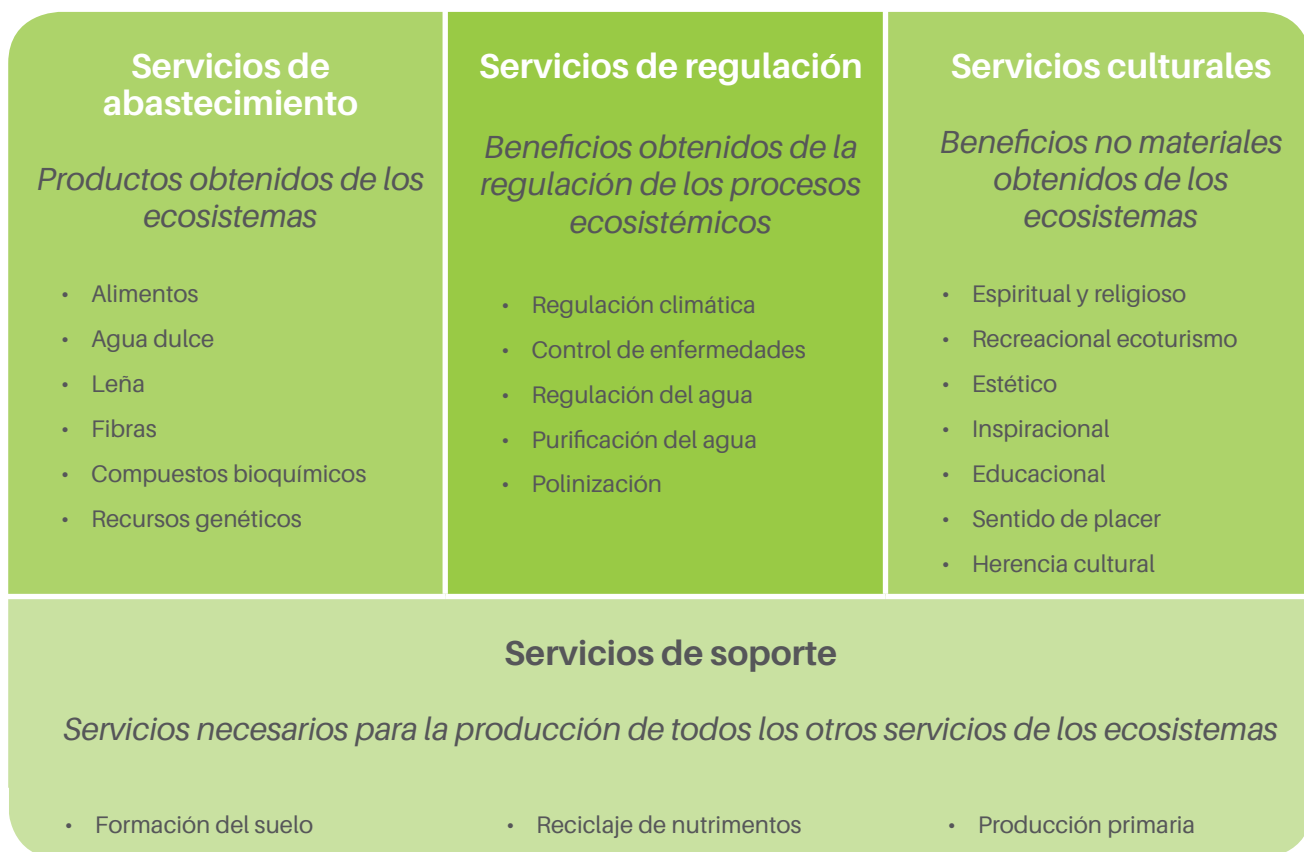 Servicios de
abastecimiento
Productos obtenidos de los
ecosistemas
• Alimentos
• Agua dulce
• Leña
• Fibras
• Compuestos bioquímicos
• Recursos genéticos
Servicios de regulación
Beneficios obtenidos de la
regulación de los procesos
ecosistémicos
• Regulación climática
• Control de enfermedades
• Regulación del agua
• Purificación del agua
• Polinización
Servicios culturales
Beneficios no materiales
obtenidos de los
ecosistemas
• Espiritual y religioso
• Recreacional ecoturismo
• Estético
• Inspiracional
• Educacional
• Sentido de placer
• Herencia cultural
Servicios de soporte
Servicios necesarios para la producción de todos los otros servicios de los ecosistemas
• Formación del suelo
• Reciclaje de nutrimentos
• Producción primaria